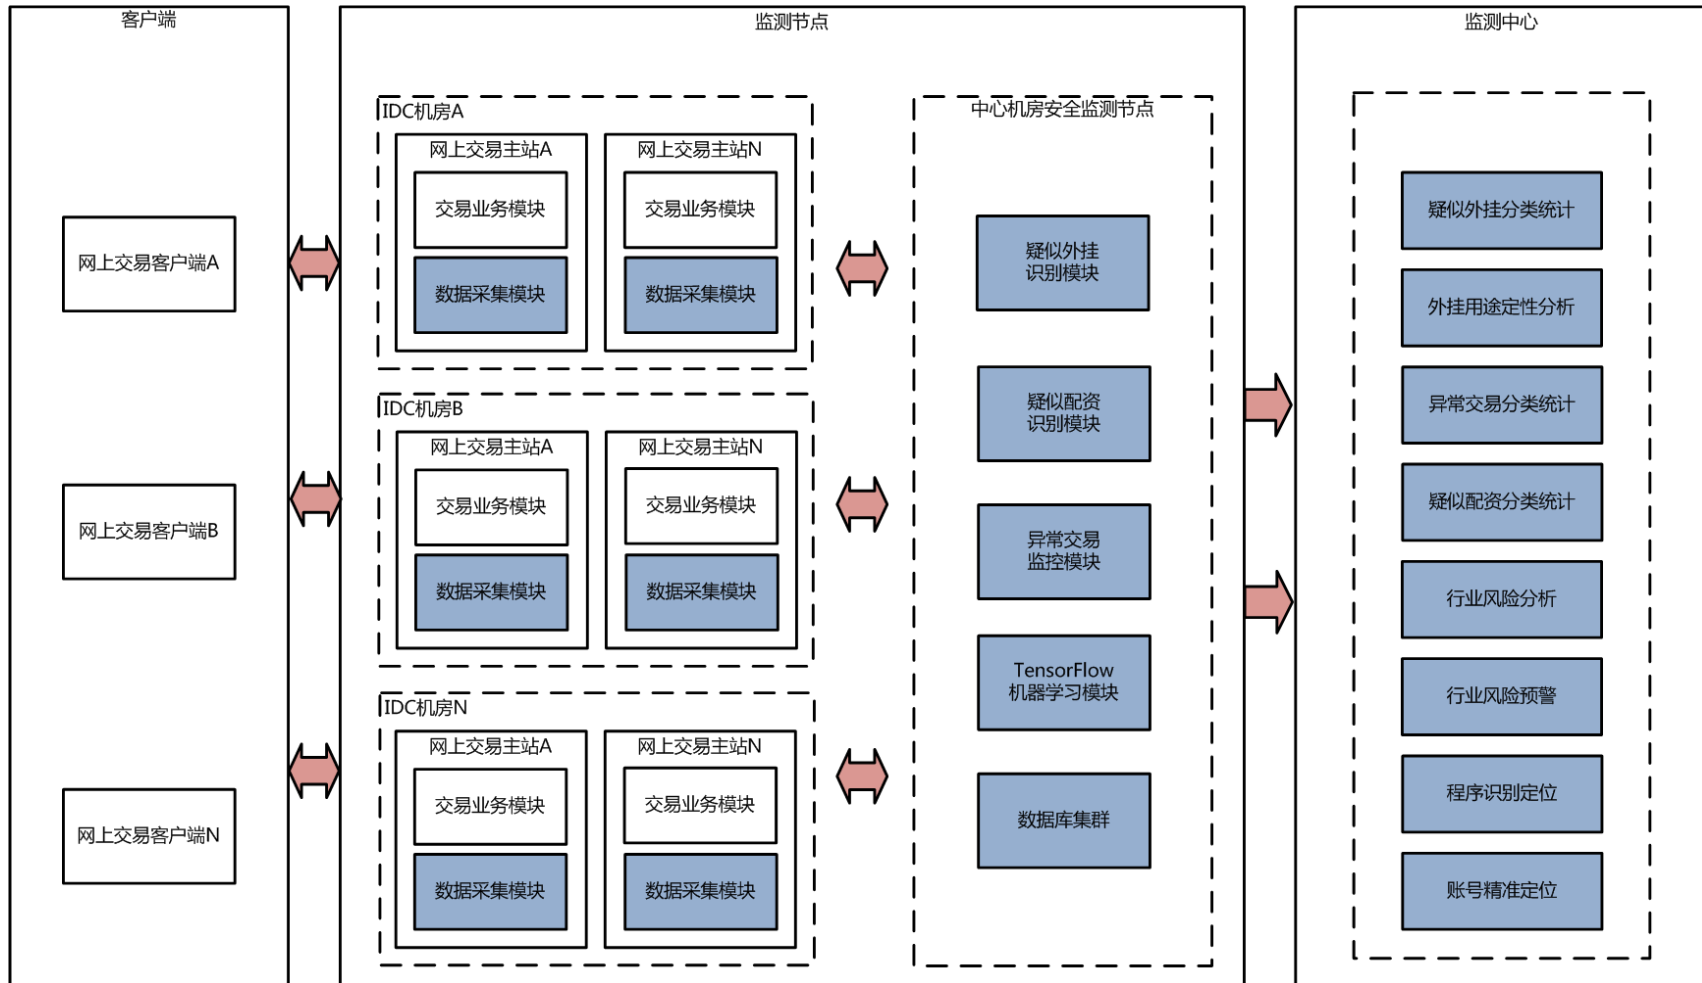 客户端
网上交易客户端A
网上交易客户端B
网上交易客户端N
监测节点
IDC机房A
网上交易主站A
交易业务模块
数据采集模块
网上交易主站N
交易业务模块
数据采集模块
IDC机房B
网上交易主站A
交易业务模块
数据采集模块
网上交易主站N
交易业务模块
数据采集模块
IDC机房N
网上交易主站A
交易业务模块
数据采集模块
网上交易主站N
交易业务模块
数据采集模块
中心机房安全监测节点
疑似外挂
识别模块
疑似配资
识别模块
异常交易
监控模块
TensorFlow
机器学习模块
数据库集群
监测中心
疑似外挂分类统计
外挂用途定性分析
异常交易分类统计
疑似配资分类统计
行业风险分析
行业风险预警
程序识别定位
账号精准定位